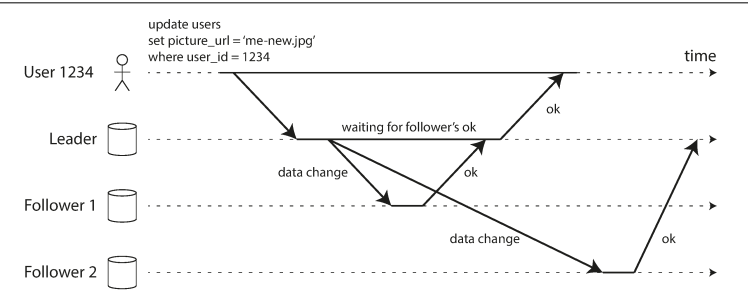 update users
set picture_url = ‘me-new.jpg’
where user_id = 1234
time
User 1234
ok
Leader
waiting for follower’s ok
data change
ok
Follower 1
data change
ok
Follower 2